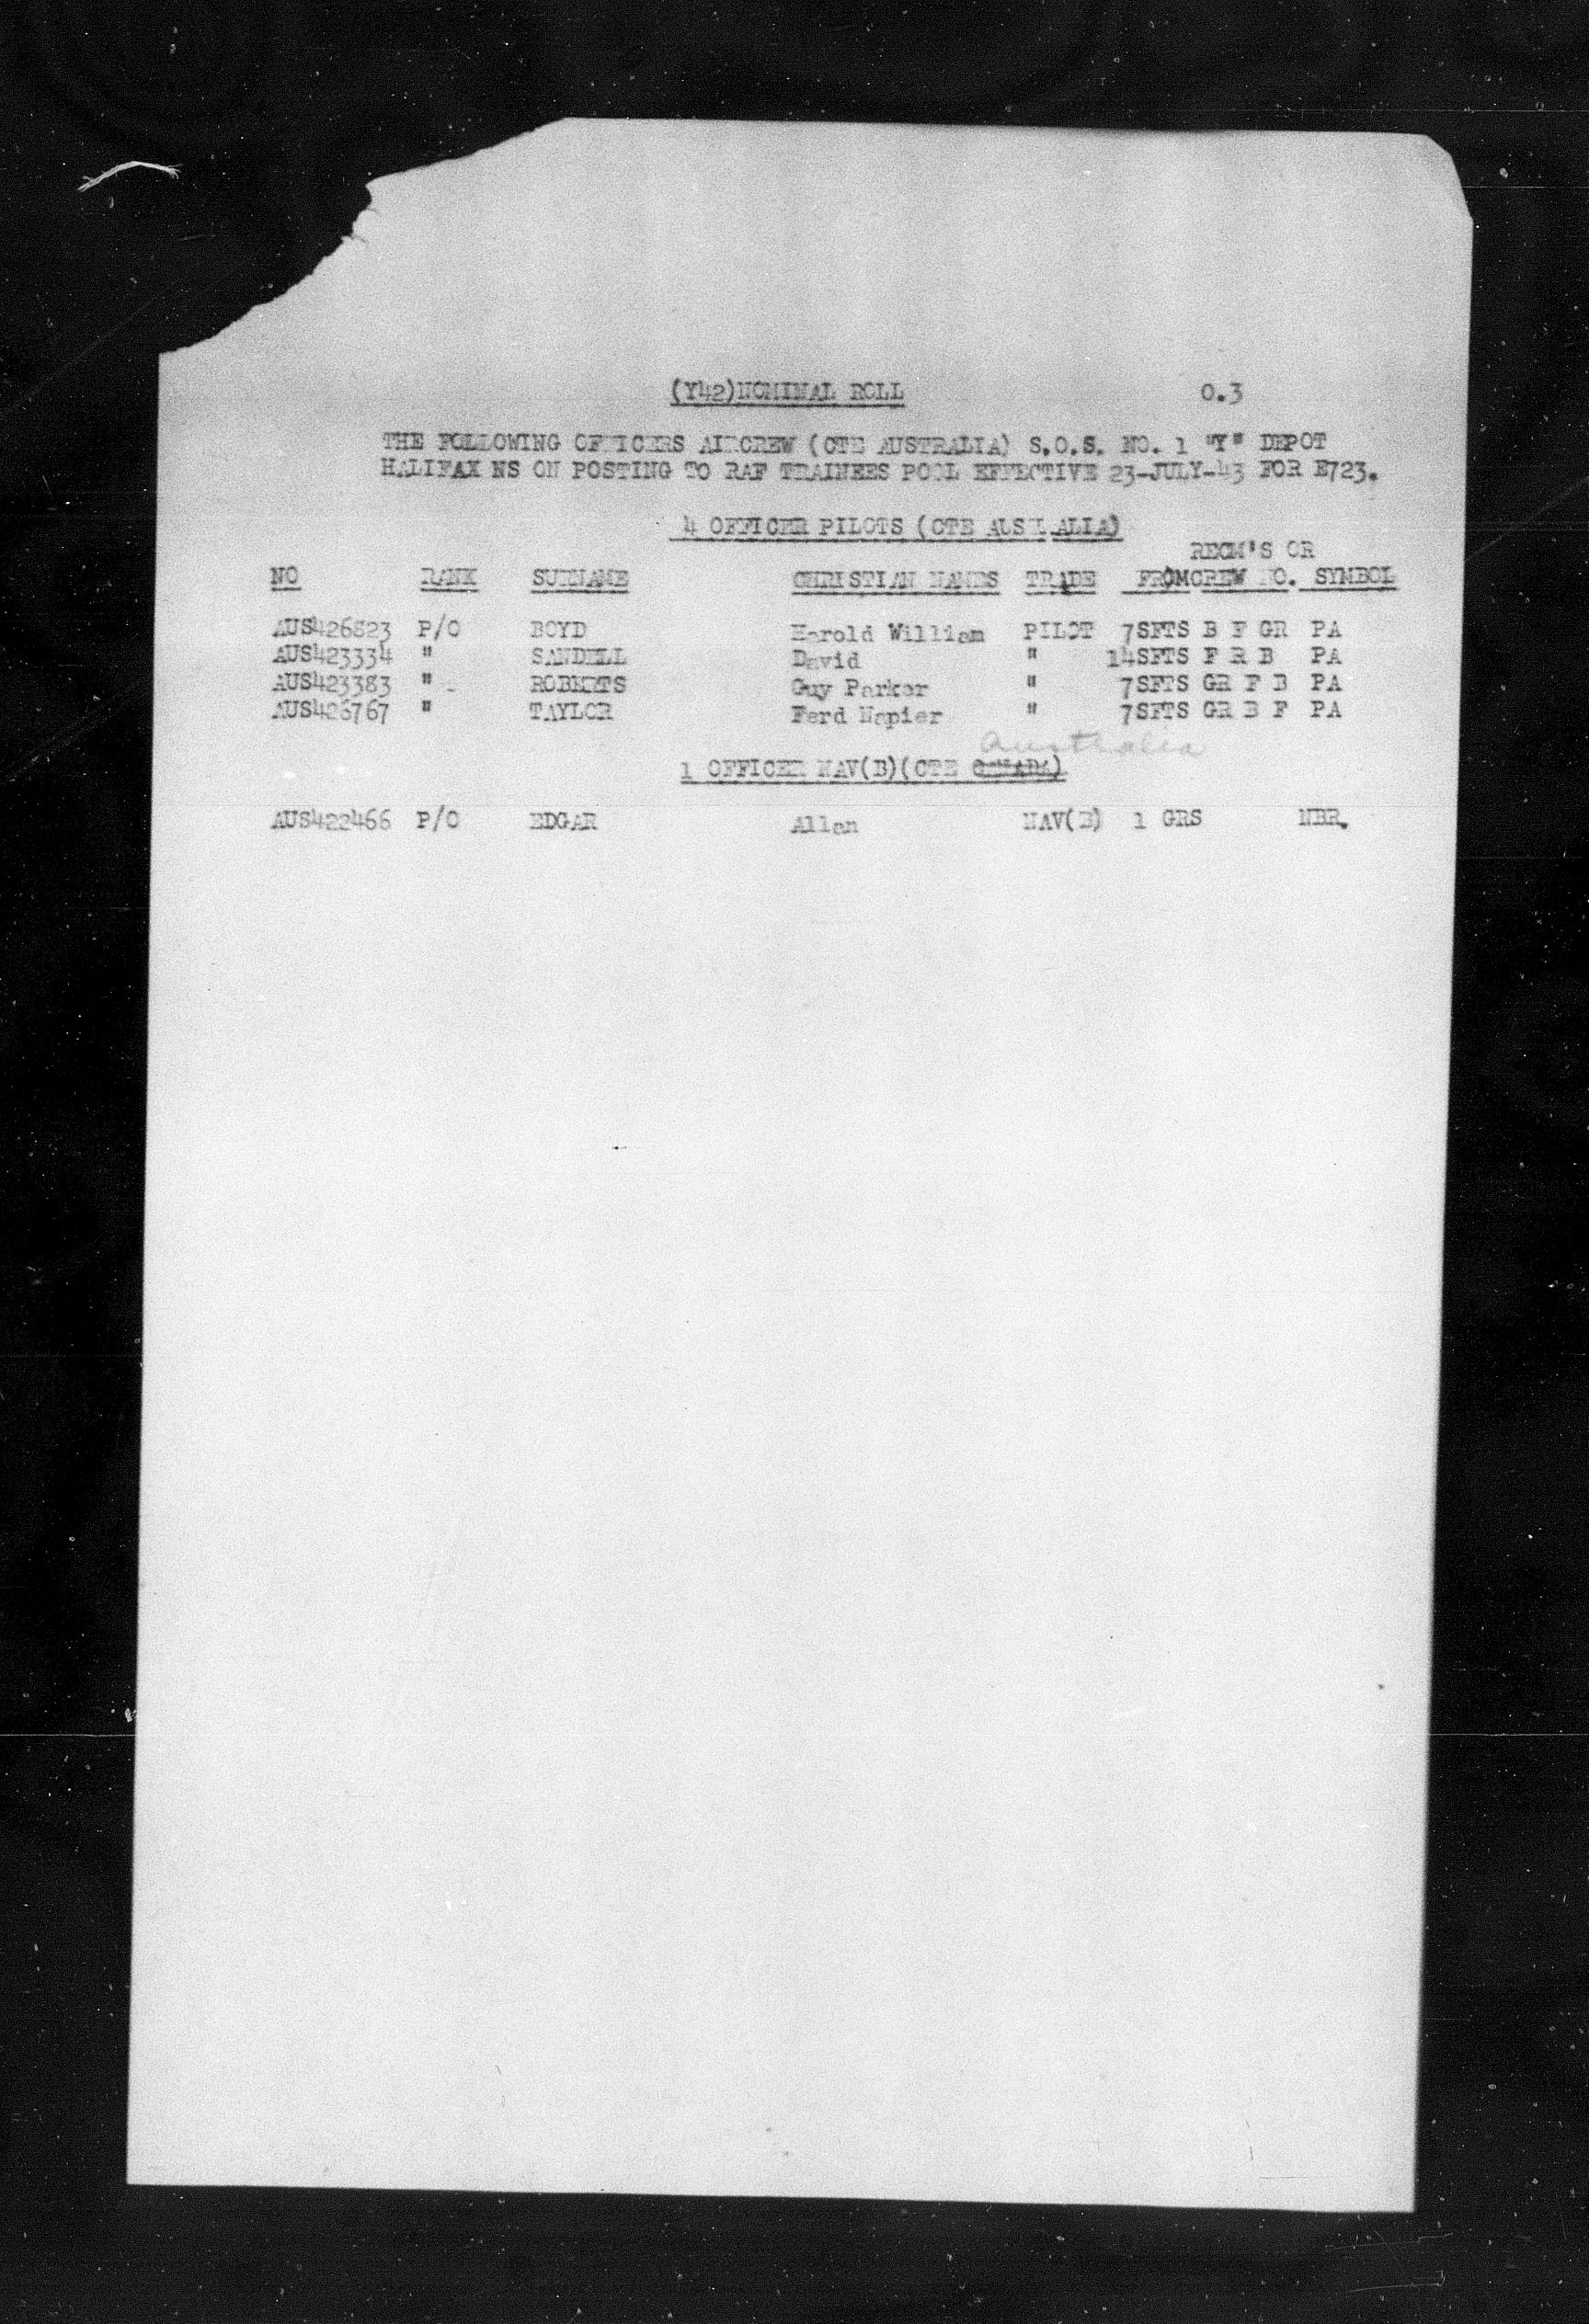 (Y42)NOMINAL ROLL 0.3
THE FOLLOWING OFFICERS AIRCREW (CTE AUSTRALIA) S.O.S. NO. 1 "Y" DEPOT
HALIFAX NS ON POSTING TO RAF TRAINEES POOL EFFECTIVE 23-JULY-43 FOR E723.
4 OFFICER PILOTS (CTE AUSTRALIA)
RECM'S OR
NO RANK SURNAME CHRISTIAN NAMES TRADE FROM CREW NO. SYMBOL
AUS426823 P/O BOYD Harold William PILOT 7SFTS B F GR PA
AUS423334 " SANDELL David " 14SFTS F R B PA
AUS423383 " ROBERTS Guy Parker " 7SFTS GR F B PA
AUS426767 " TAYLOR Ferd Napier " 7SFTS GR B F PA
Australia
1 OFFICER NAV(B)(CTE CANADA)
AUS422466 P/O EDGAR Allan NAV(B) 1 GRS NBR.